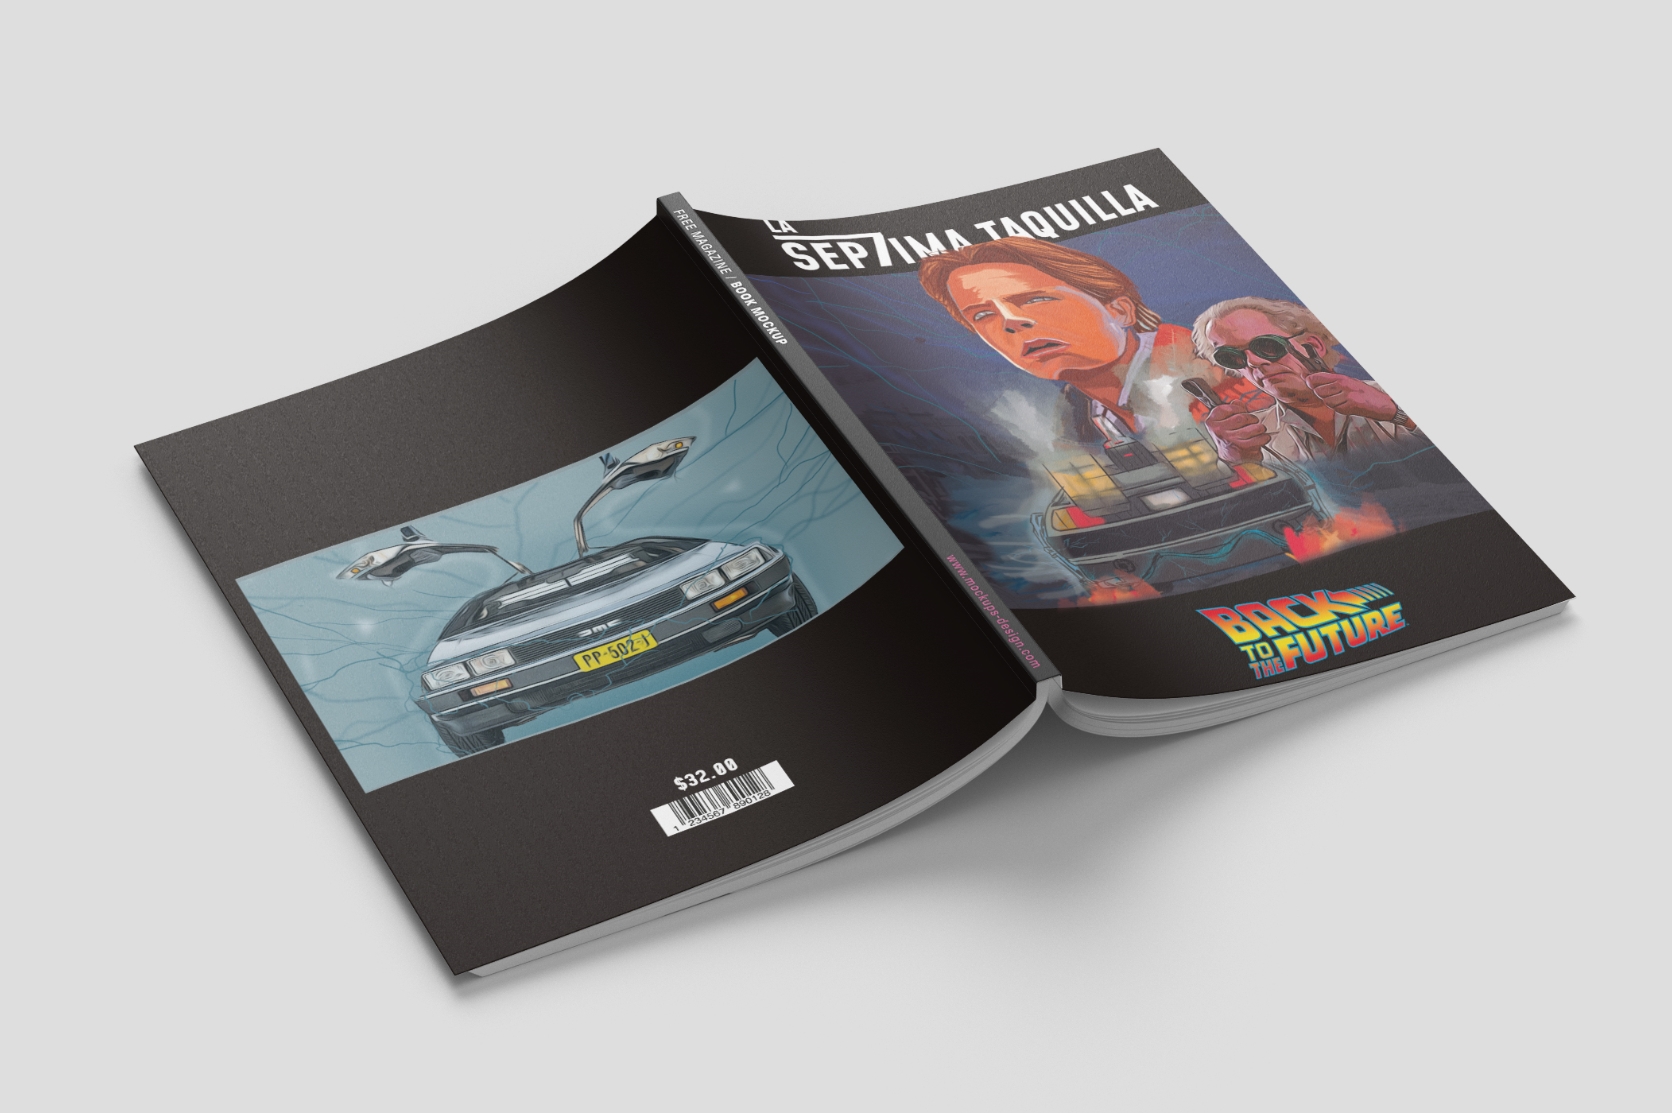 LA
SEP7IMA TAQUILLA
BACK
TO
THE FUTURE
FREE MAGAZINE / BOOK MOCKUP
www.mockups-design.com
DMC
PP-502-J
$32.00
1 234567 890128